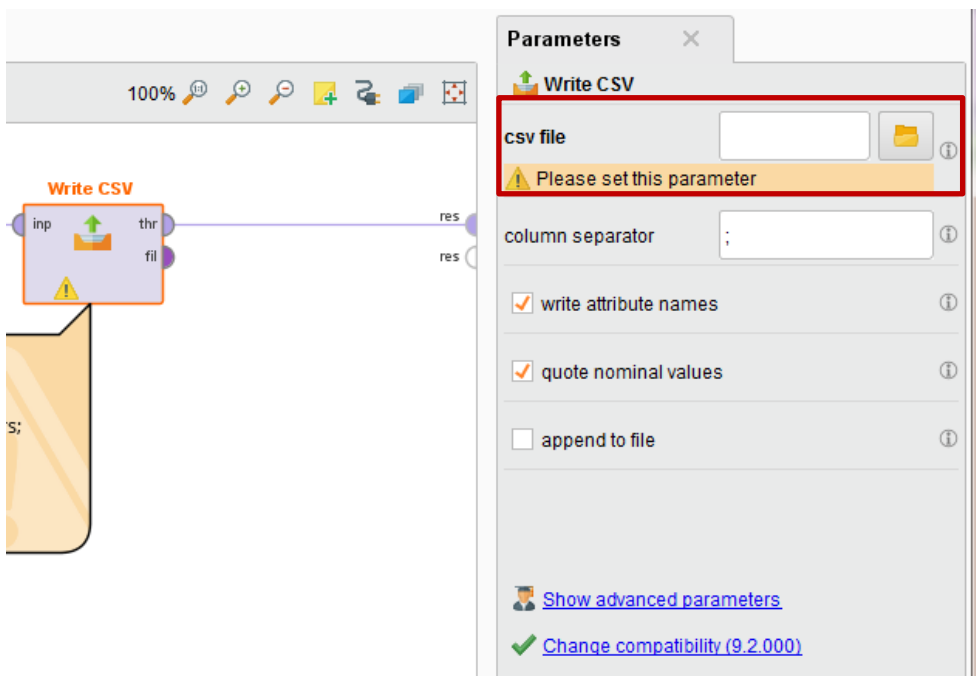 Parameters
Write CSV
100%
csv file
Please set this parameter
Write CSV
inp
thr
res
fil
res
column separator
;
write attribute names
quote nominal values
rs;
append to file
Show advanced parameters
Change compatibility (9.2.000)